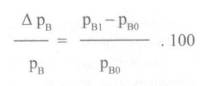 Δ p_B / p_B = p_B1 − p_B0 / p_B0 . 100